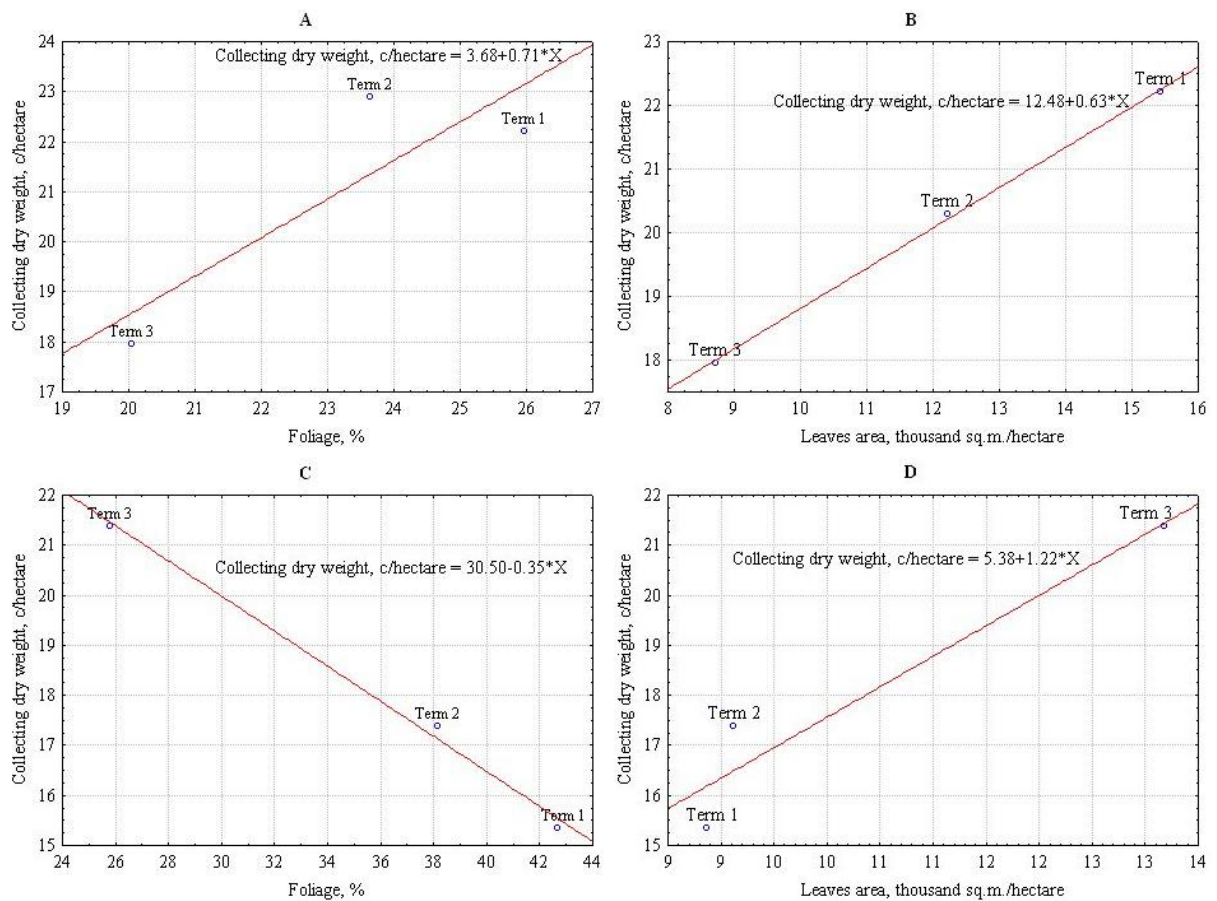 A
Collecting dry weight, c/hectare = 3.68+0.71*X
Term 2
Term 1
Term 3
24
23
22
21
20
19
18
17
19 20 21 22 23 24 25 26 27
Collecting dry weight, c/hectare
Foliage, %
B
Collecting dry weight, c/hectare = 12.48+0.63*X
Term 1
Term 2
Term 3
23
22
21
20
19
18
8 9 10 11 12 13 14 15 16
Collecting dry weight, c/hectare
Leaves area, thousand sq.m./hectare
C
Term 3
Collecting dry weight, c/hectare = 30.50-0.35*X
Term 2
Term 1
22
21
20
19
18
17
16
15
24 26 28 30 32 34 36 38 40 42 44
Collecting dry weight, c/hectare
Foliage, %
D
Term 3
Collecting dry weight, c/hectare = 5.38+1.22*X
Term 2
Term 1
22
21
20
19
18
17
16
15
9 9 10 10 11 11 12 12 13 13 14
Collecting dry weight, c/hectare
Leaves area, thousand sq.m./hectare